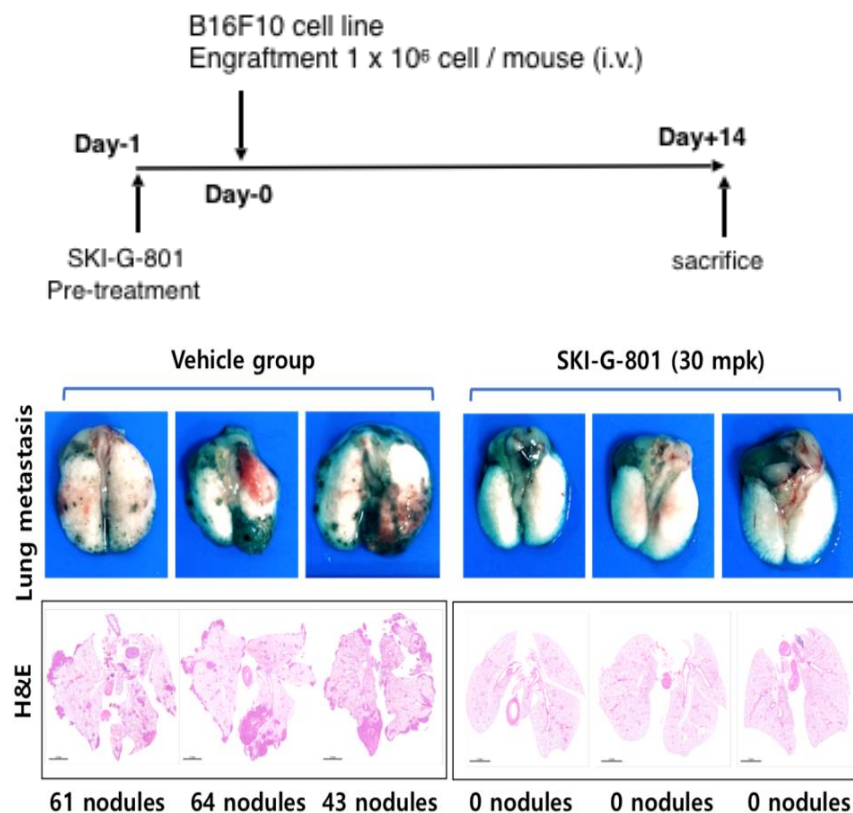 B16F10 cell line
Engraftment 1 x 10⁶ cell / mouse (i.v.)
Day-1
Day+14
Day-0
SKI-G-801
Pre-treatment
sacrifice
Vehicle group
SKI-G-801 (30 mpk)
Lung metastasis
H&E
61 nodules
64 nodules
43 nodules
0 nodules
0 nodules
0 nodules